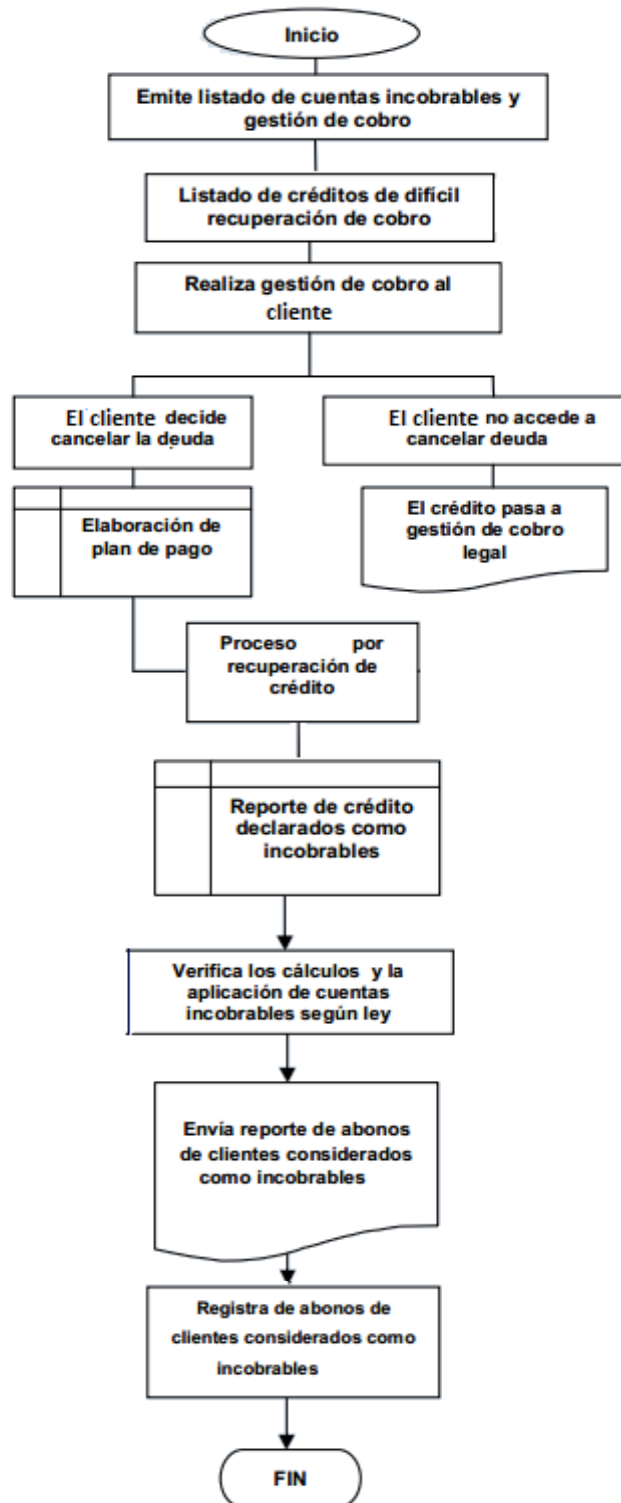 Inicio
Emite listado de cuentas incobrables y
gestión de cobro
Listado de créditos de difícil
recuperación de cobro
Realiza gestión de cobro al
cliente
El cliente decide
cancelar la deuda
El cliente no accede a
cancelar deuda
Elaboración de
plan de pago
El crédito pasa a
gestión de cobro
legal
Proceso por
recuperación de
crédito
Reporte de crédito
declarados como
incobrables
Verifica los cálculos y la
aplicación de cuentas
incobrables según ley
Envía reporte de abonos
de clientes considerados
como incobrables
Registra de abonos de
clientes considerados como
incobrables
FIN